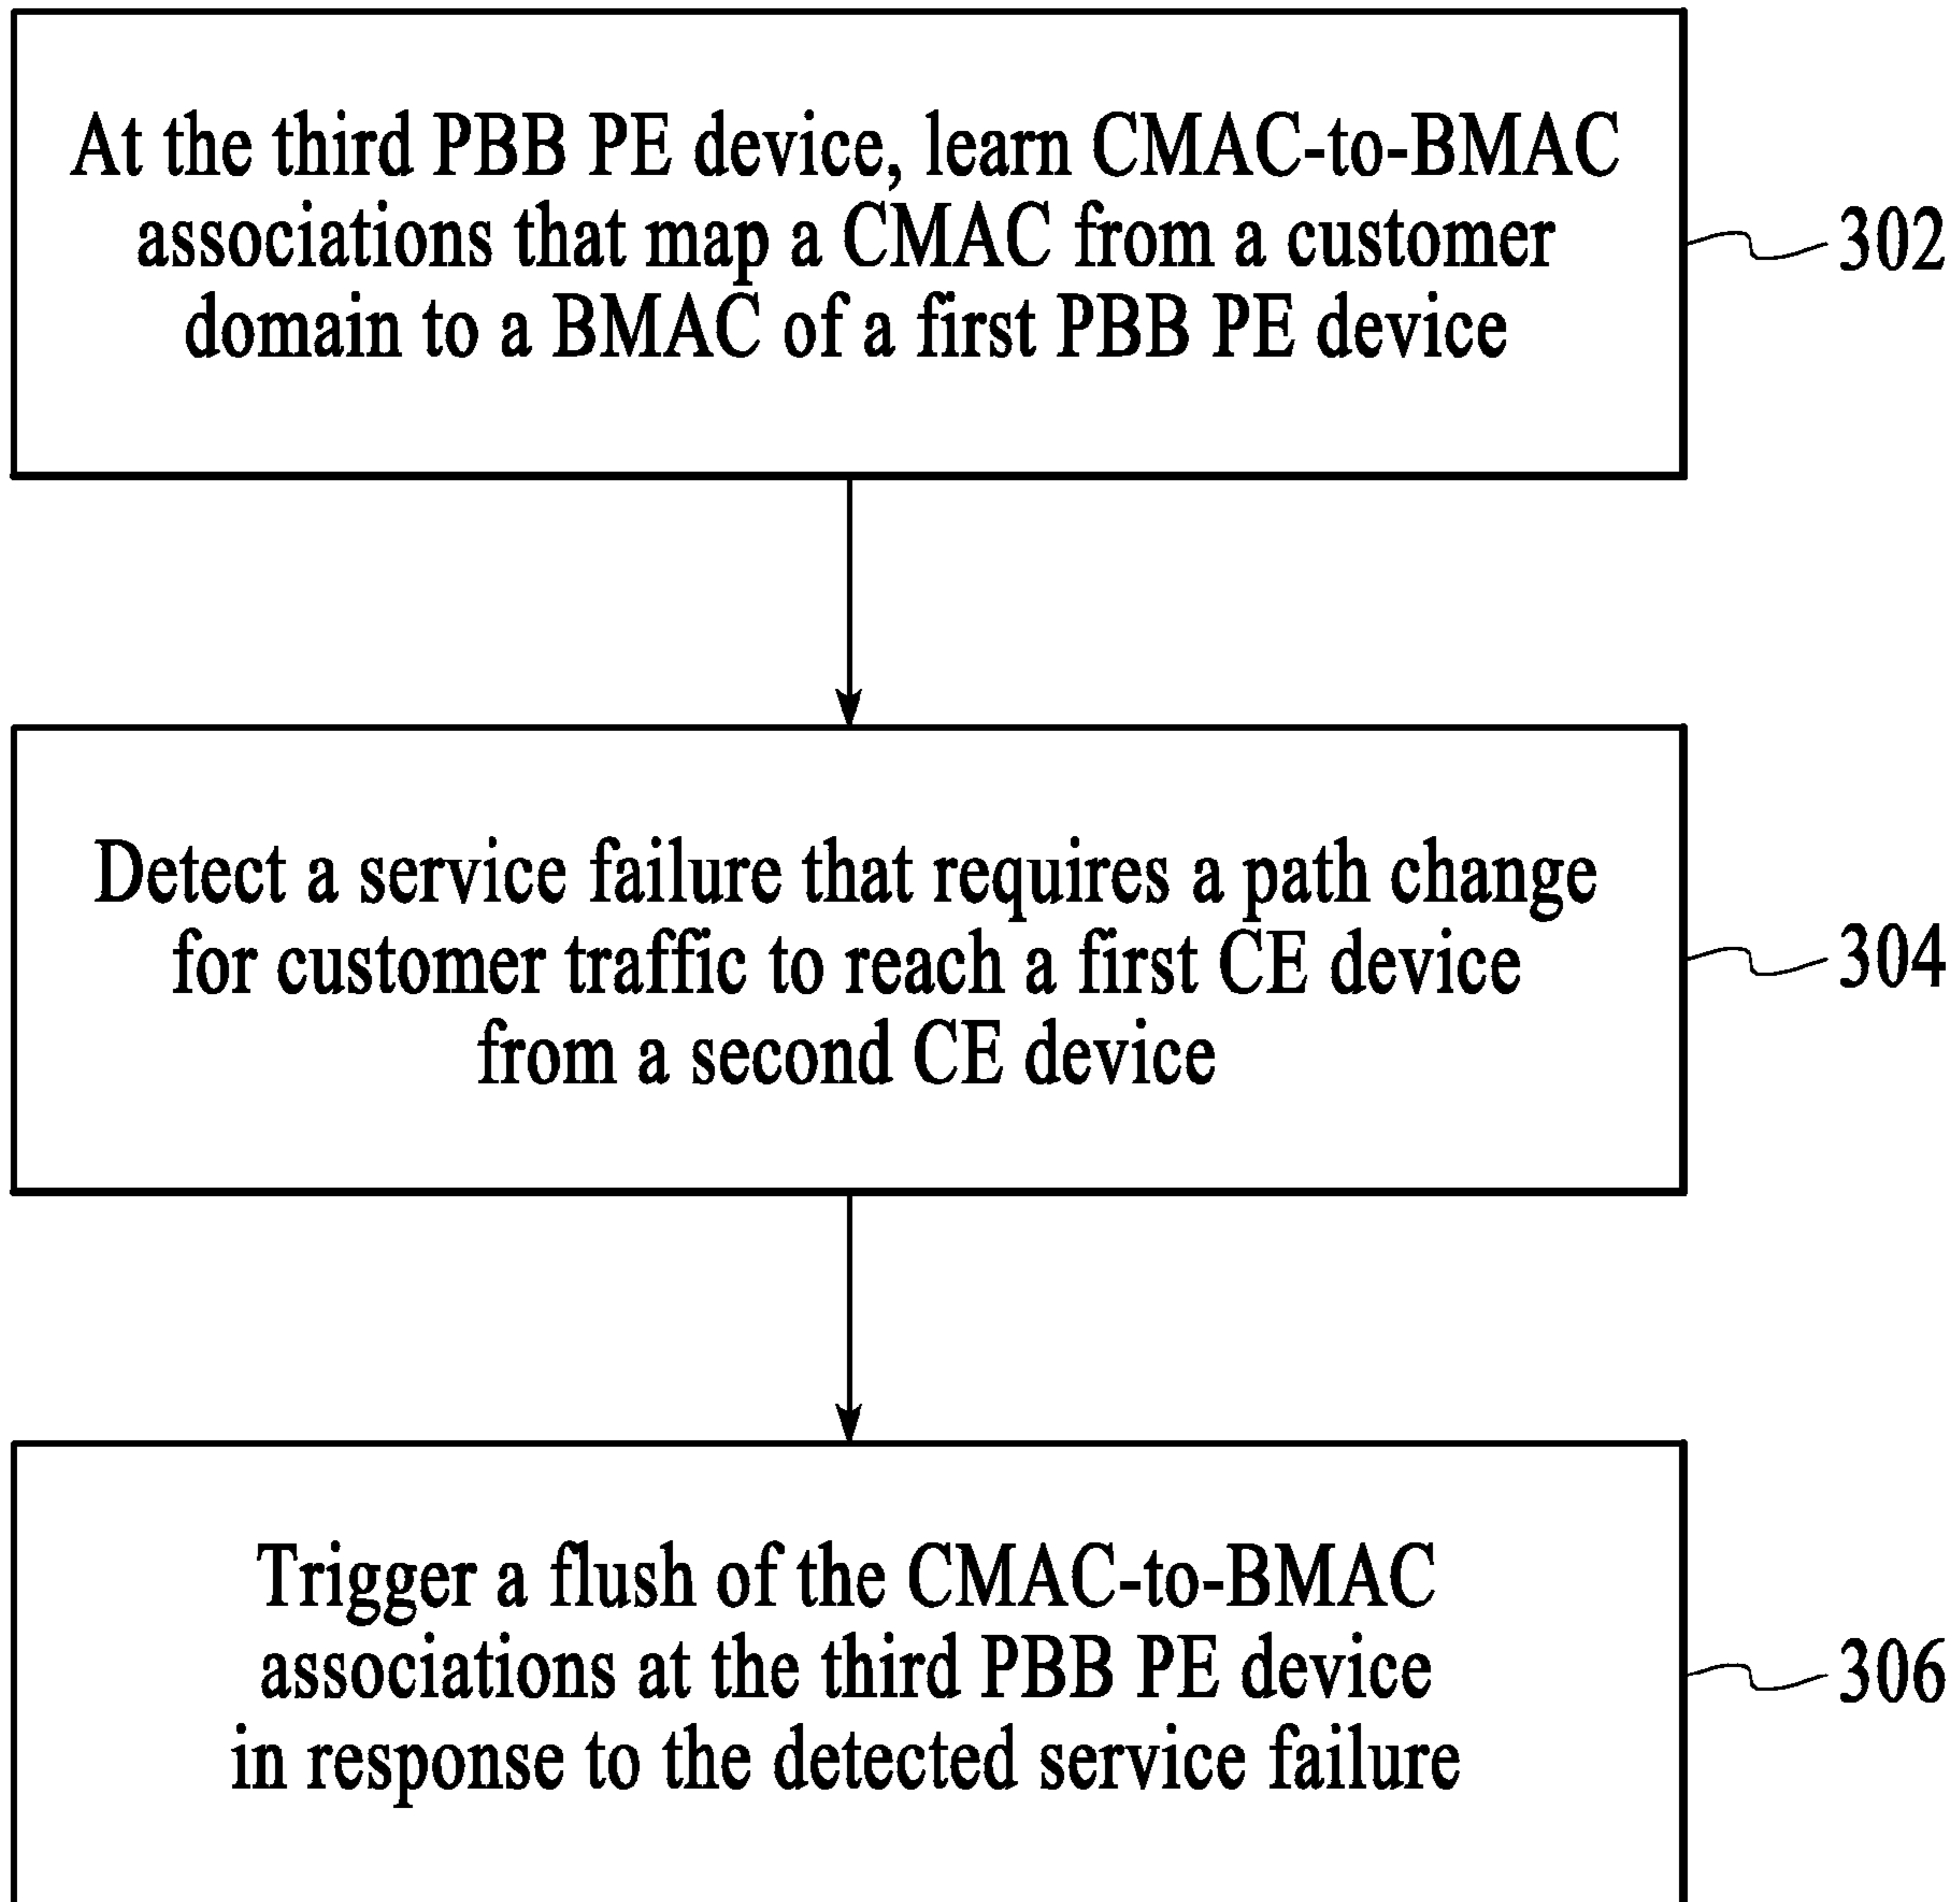 At the third PBB PE device, learn CMAC-to-BMAC
associations that map a CMAC from a customer
domain to a BMAC of a first PBB PE device
302
Detect a service failure that requires a path change
for customer traffic to reach a first CE device
from a second CE device
304
Trigger a flush of the CMAC-to-BMAC
associations at the third PBB PE device
in response to the detected service failure
306